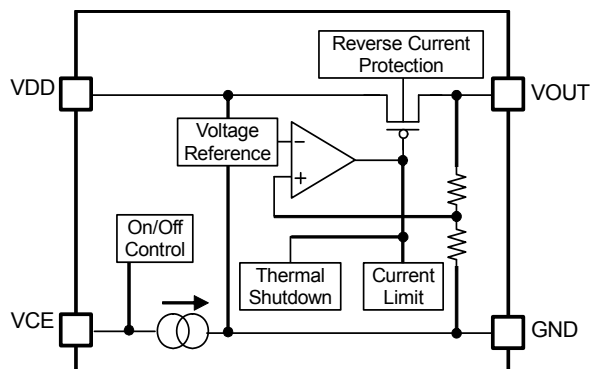 Reverse Current
Protection
VDD
VOUT
Voltage
Reference
−
+
On/Off
Control
Thermal
Shutdown
Current
Limit
VCE
GND